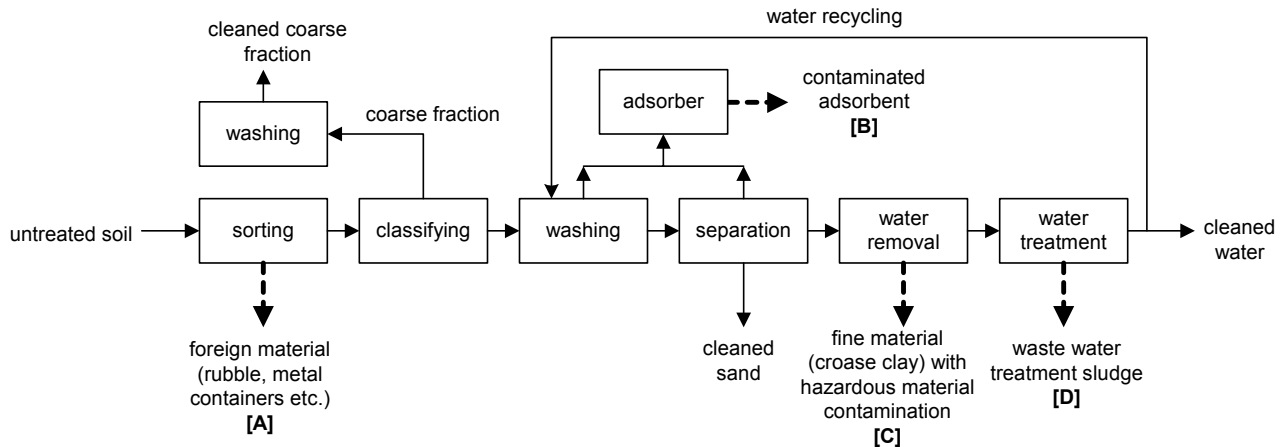 water recycling
cleaned coarse
fraction
adsorber
contaminated
adsorbent
[B]
coarse fraction
washing
untreated soil
sorting
classifying
washing
separation
water
removal
water
treatment
cleaned
water
foreign material
(rubble, metal
containers etc.)
[A]
cleaned
sand
fine material
(croase clay) with
hazardous material
contamination
[C]
waste water
treatment sludge
[D]